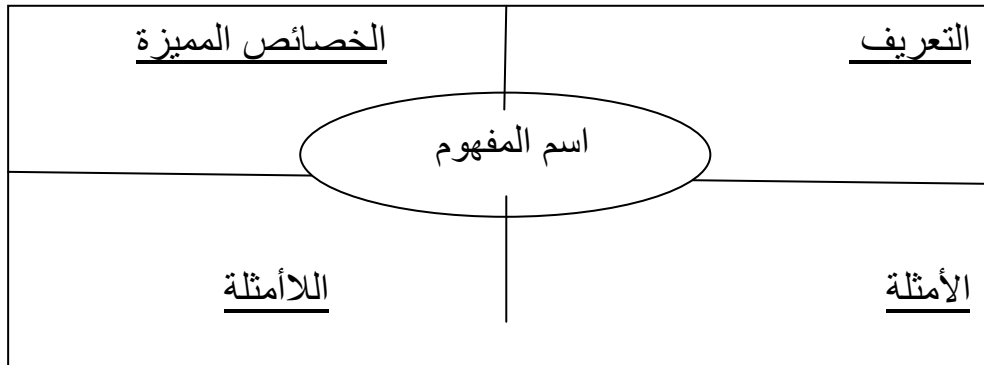 التعريف
الخصائص المميزة
اسم المفهوم
الأمثلة
اللاأمثلة